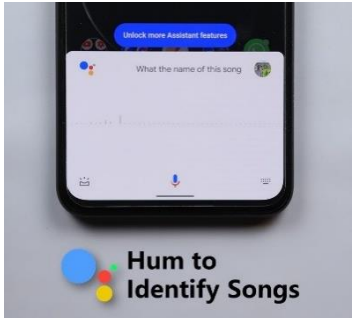 Unlock more Assistant features
What the name of this song
Hum to
Identify Songs